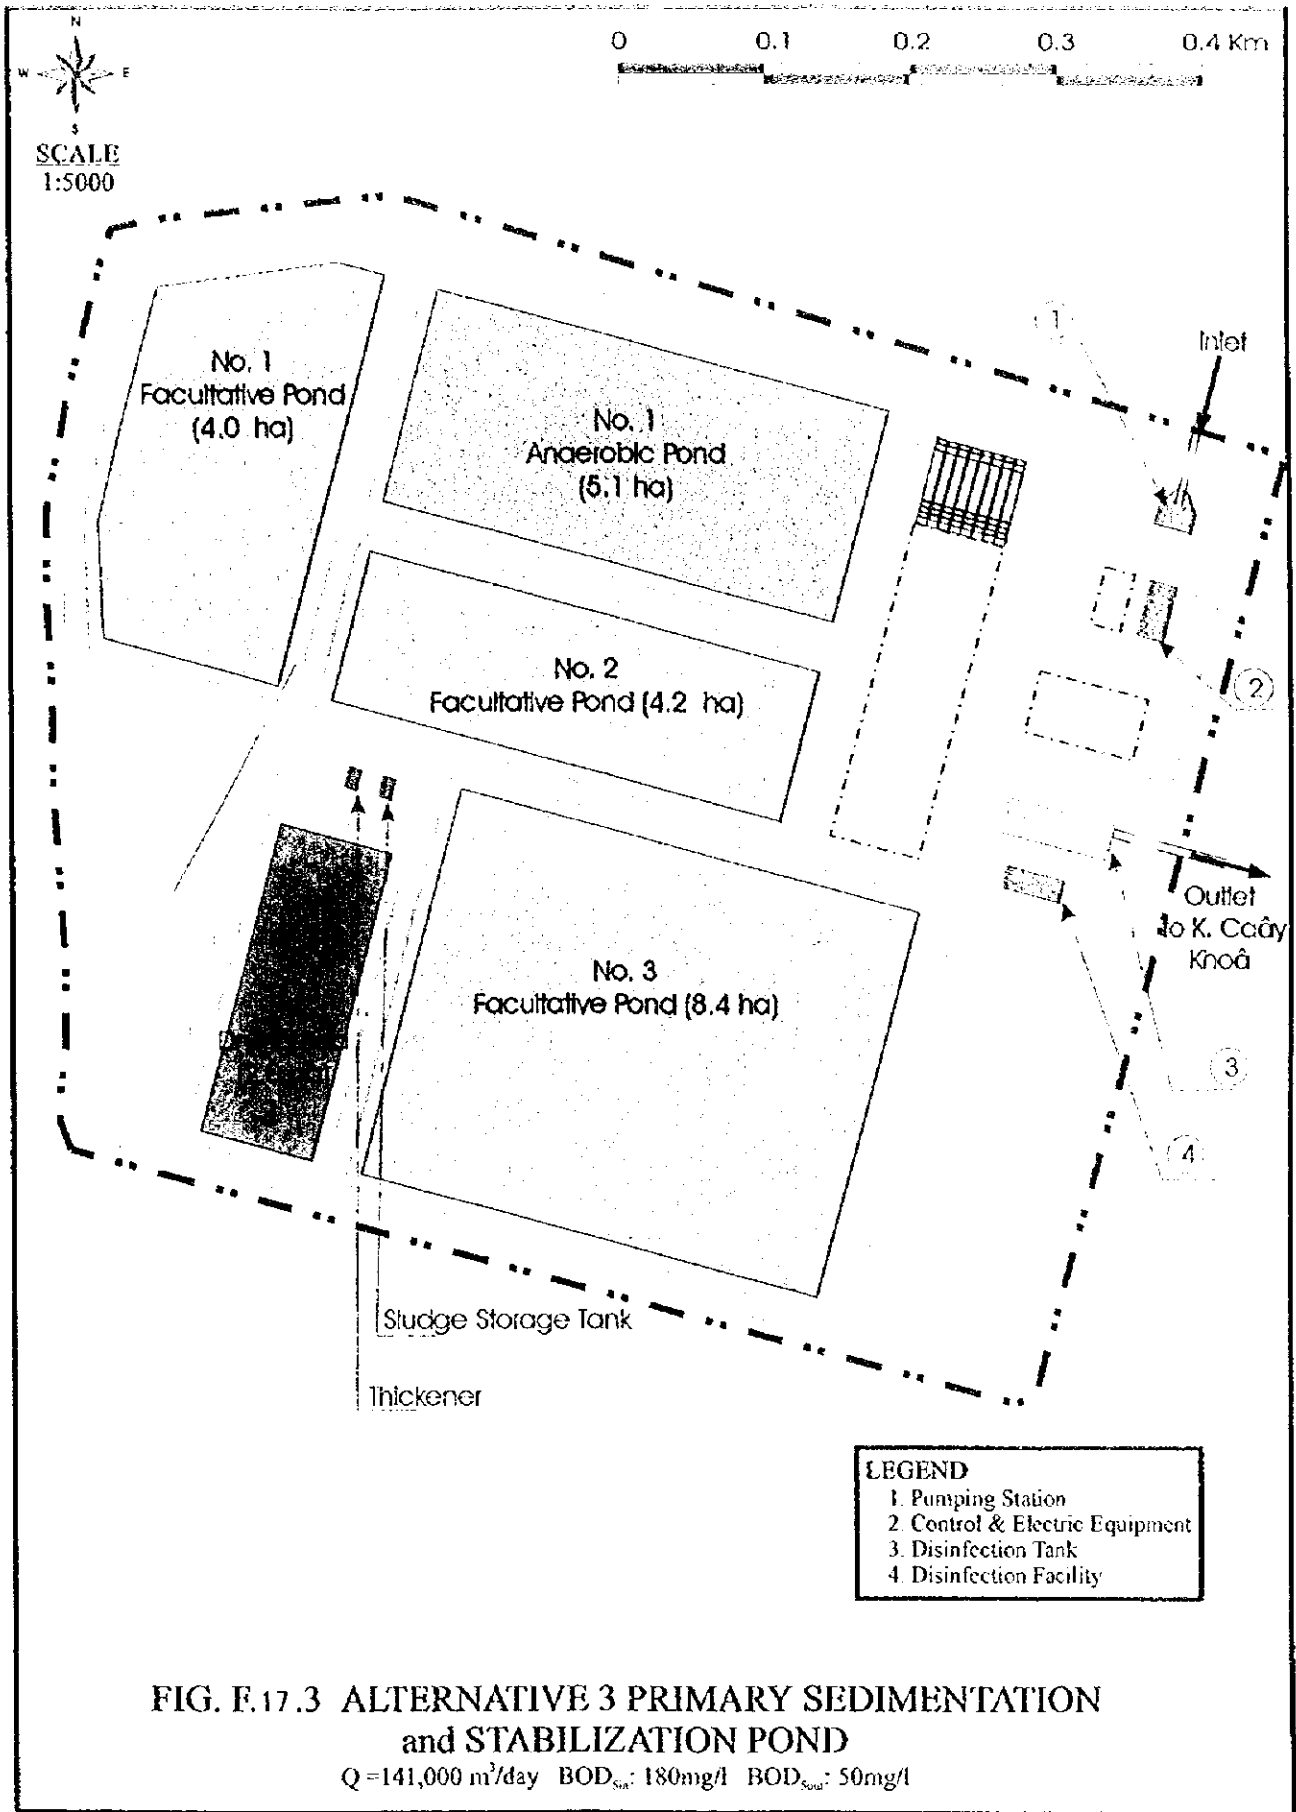 N
W E
S
SCALE
1:5000
0 0.1 0.2 0.3 0.4 Km
1
Inlet
No. 1
Facultative Pond
(4.0 ha)
No. 1
Anaerobic Pond
(5.1 ha)
No. 2
Facultative Pond (4.2 ha)
2
Outlet
to K. Caây
Khoâ
No. 3
Facultative Pond (8.4 ha)
3
4
Sludge Storage Tank
Thickener
LEGEND
1. Pumping Station
2. Control & Electric Equipment
3. Disinfection Tank
4. Disinfection Facility
FIG. F.17.3 ALTERNATIVE 3 PRIMARY SEDIMENTATION
and STABILIZATION POND
Q =141,000 m³/day BOD: 180mg/l BOD: 50mg/l